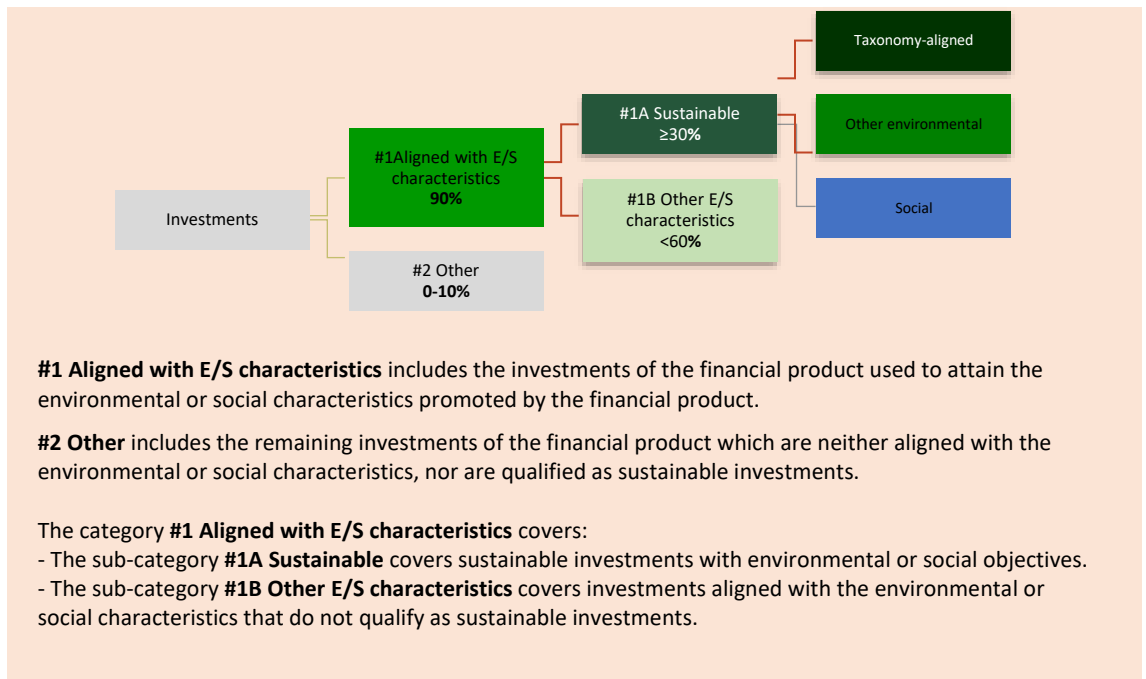 Taxonomy-aligned
#1A Sustainable
≥30%
Other environmental
#1Aligned with E/S
characteristics
90%
#1B Other E/S
characteristics
<60%
Social
Investments
#2 Other
0-10%
#1 Aligned with E/S characteristics includes the investments of the financial product used to attain the
environmental or social characteristics promoted by the financial product.
#2 Other includes the remaining investments of the financial product which are neither aligned with the
environmental or social characteristics, nor are qualified as sustainable investments.
The category #1 Aligned with E/S characteristics covers:
- The sub-category #1A Sustainable covers sustainable investments with environmental or social objectives.
- The sub-category #1B Other E/S characteristics covers investments aligned with the environmental or
social characteristics that do not qualify as sustainable investments.